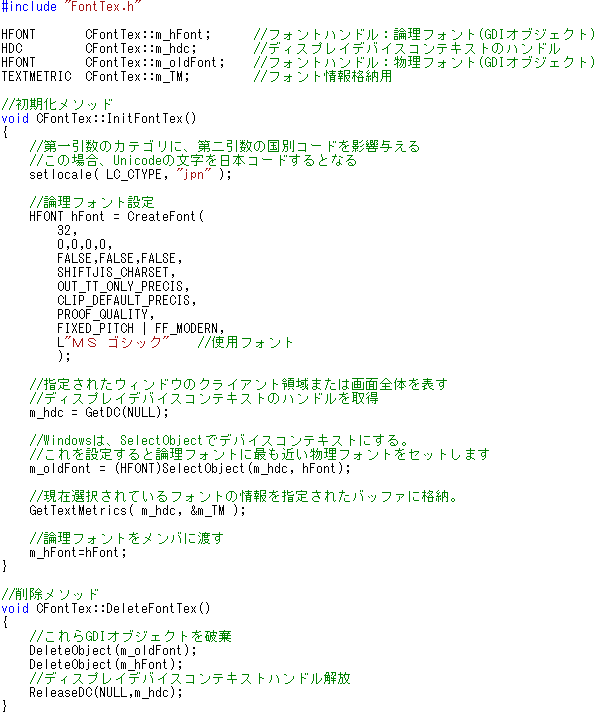 #include "FontTex.h"
HFONT CFontTex::m_hFont; //フォントハンドル：論理フォント(GDIオブジェクト)
HDC CFontTex::m_hdc; //ディスプレイデバイスコンテキストのハンドル
HFONT CFontTex::m_oldFont; //フォントハンドル：物理フォント(GDIオブジェクト)
TEXTMETRIC CFontTex::m_TM; //フォント情報格納用
//初期化メソッド
void CFontTex::InitFontTex()
{
//第一引数のカテゴリに、第二引数の国別コードを影響与える
//この場合、Unicodeの文字を日本コードするとなる
setlocale( LC_CTYPE, "jpn" );
//論理フォント設定
HFONT hFont = CreateFont(
32,
0,0,0,0,
FALSE,FALSE,FALSE,
SHIFTJIS_CHARSET,
OUT_TT_ONLY_PRECIS,
CLIP_DEFAULT_PRECIS,
PROOF_QUALITY,
FIXED_PITCH | FF_MODERN,
L"ＭＳ ゴシック" //使用フォント
);
//指定されたウィンドウのクライアント領域または画面全体を表す
//ディスプレイデバイスコンテキストのハンドルを取得
m_hdc = GetDC(NULL);
//Windowsは、SelectObjectでデバイスコンテキストにする。
//これを設定すると論理フォントに最も近い物理フォントをセットします
m_oldFont = (HFONT)SelectObject(m_hdc, hFont);
//現在選択されているフォントの情報を指定されたバッファに格納。
GetTextMetrics( m_hdc, &m_TM );
//論理フォントをメンバに渡す
m_hFont=hFont;
}
//削除メソッド
void CFontTex::DeleteFontTex()
{
//これらGDIオブジェクトを破棄
DeleteObject(m_oldFont);
DeleteObject(m_hFont);
//ディスプレイデバイスコンテキストハンドル解放
ReleaseDC(NULL,m_hdc);
}